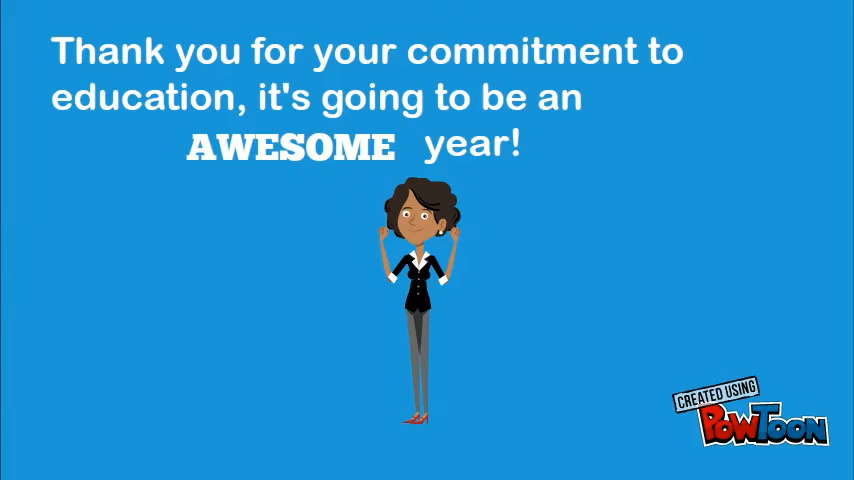 Thank you for your commitment to
education, it's going to be an
AWESOME year!
CREATED USING
POWTOON